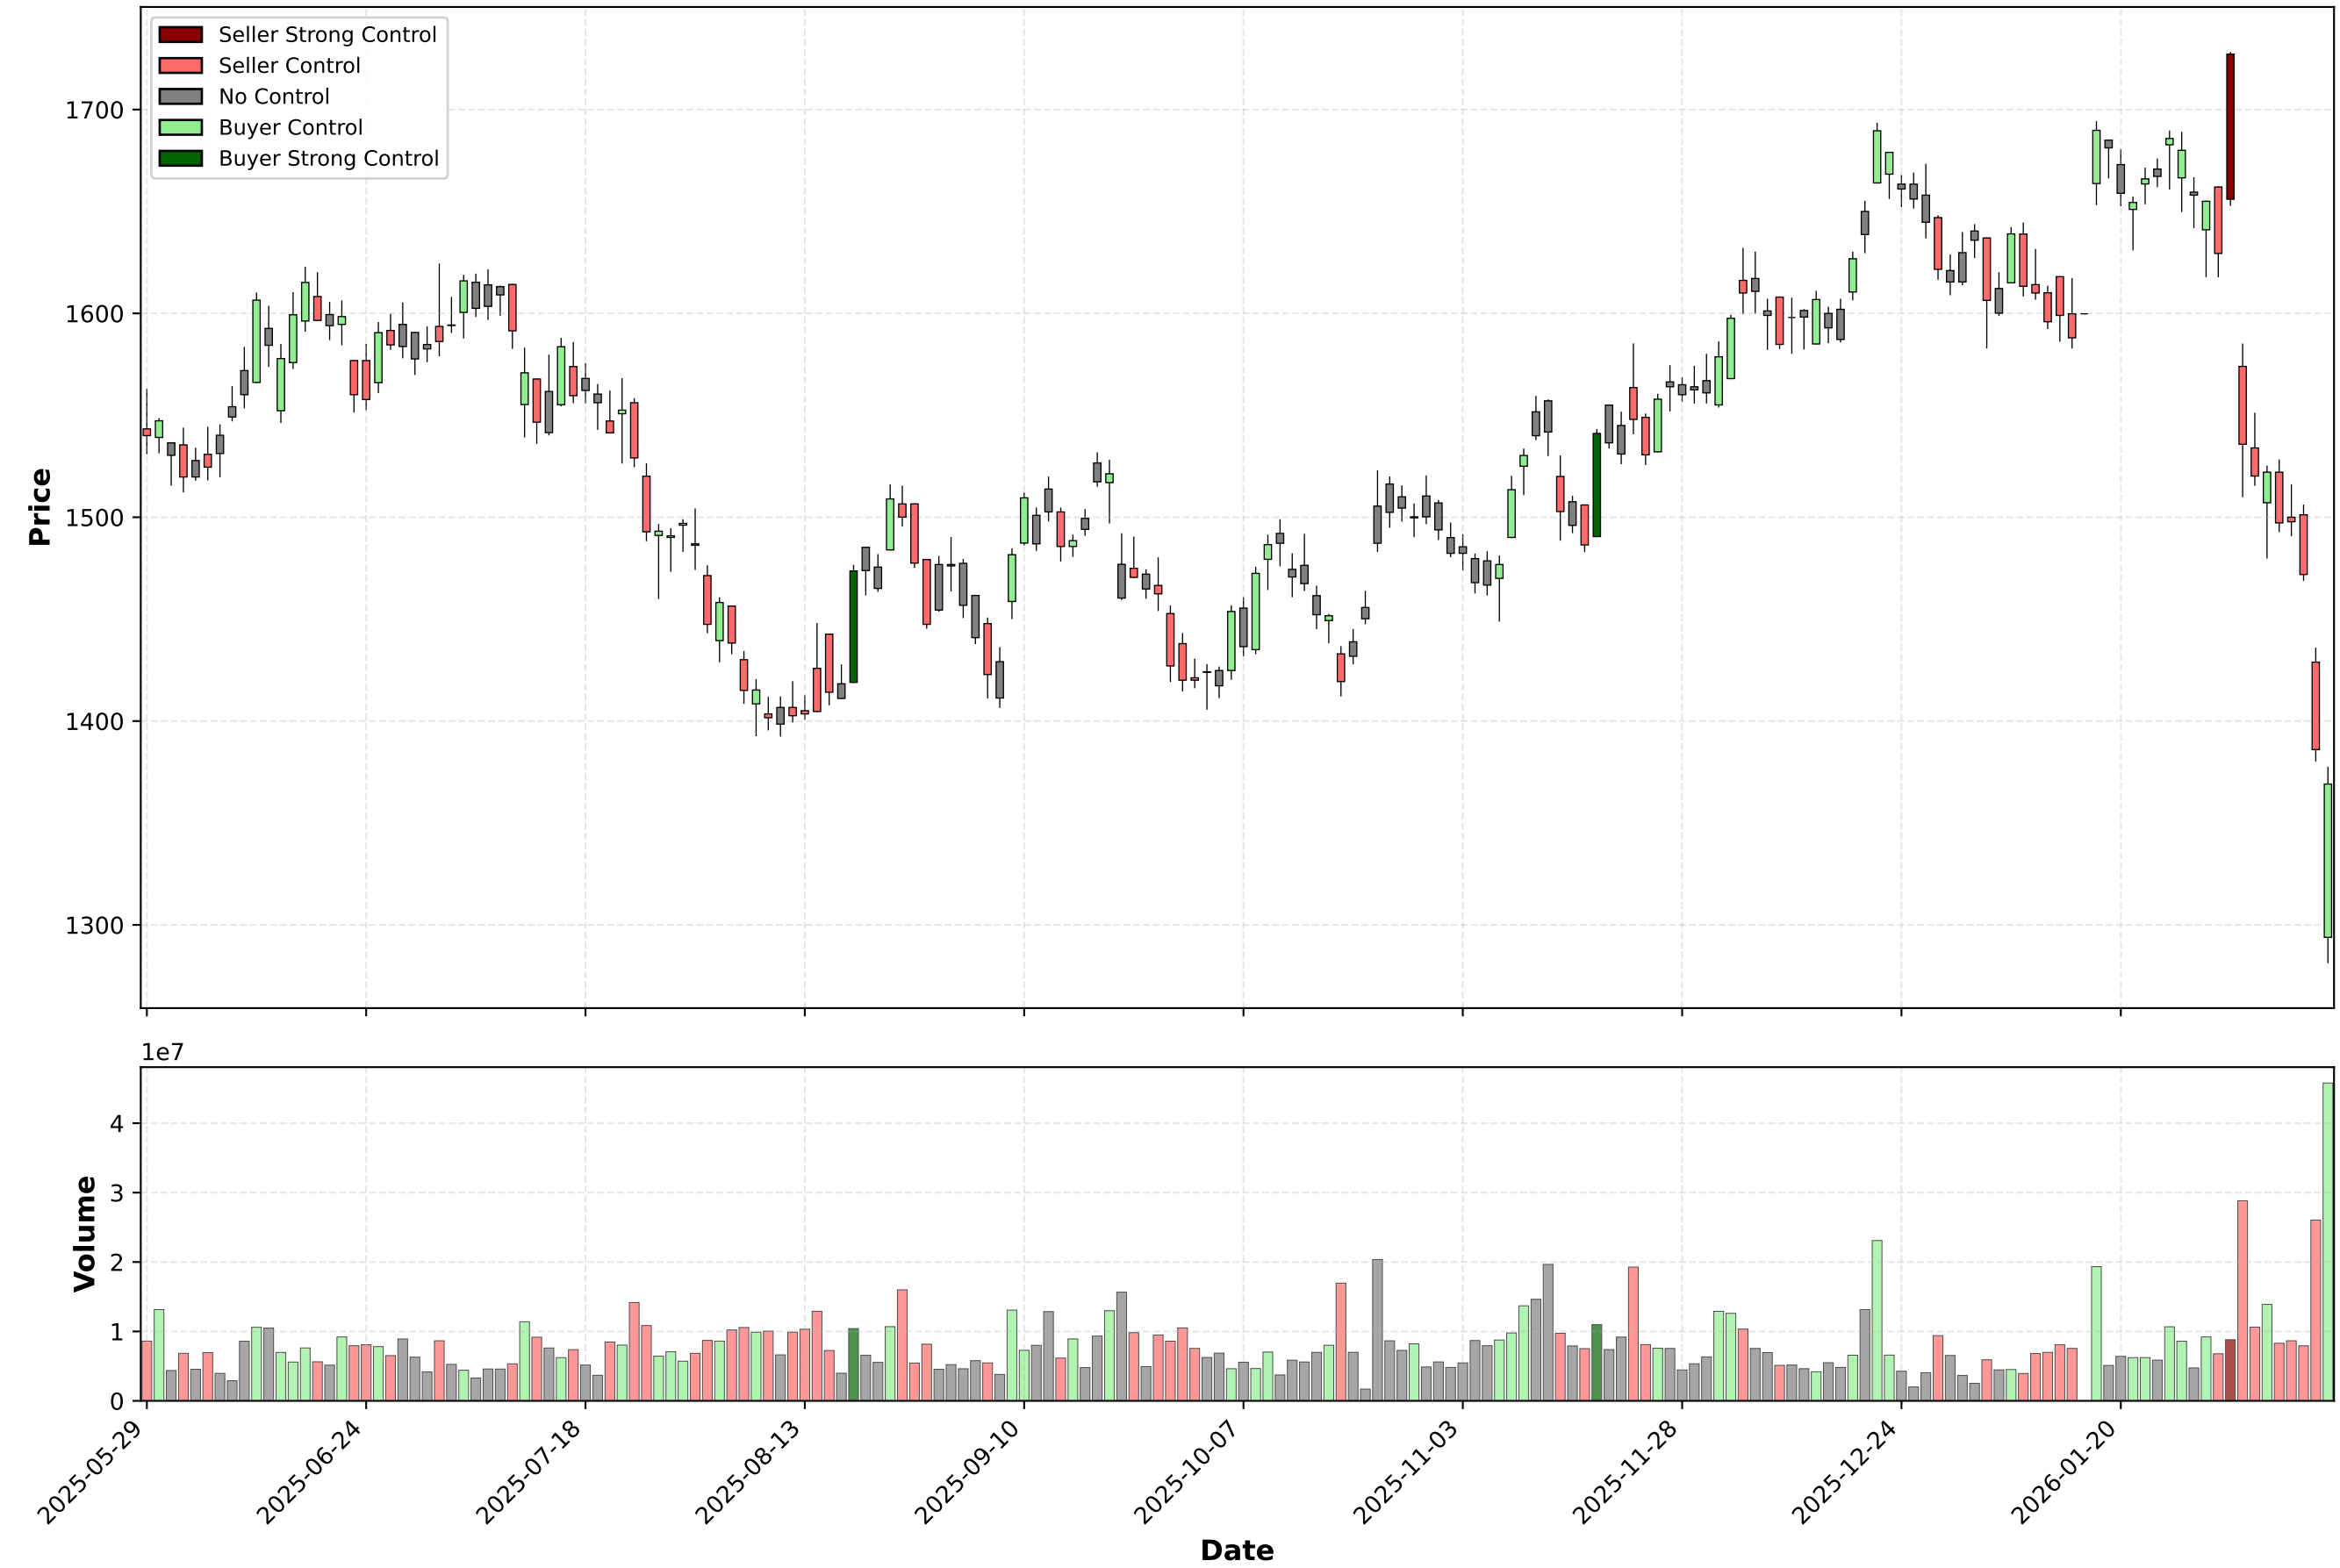 Seller Strong Control
Seller Control
No Control
Buyer Control
Buyer Strong Control
1700
1600
1500
1400
1300
Price
1e7
4
3
2
1
0
Volume
2025-05-29
2025-06-24
2025-07-18
2025-08-13
2025-09-10
2025-10-07
2025-11-03
2025-11-28
2025-12-24
2026-01-20
Date